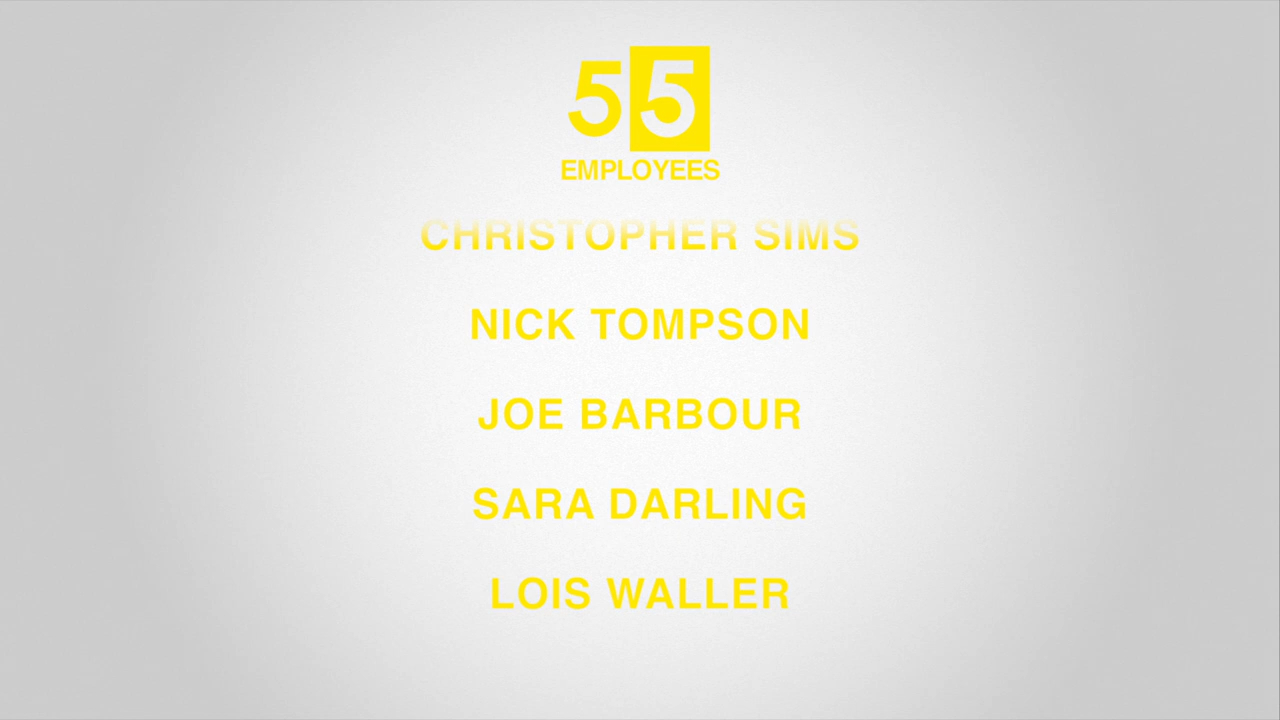 55
EMPLOYEES
CHRISTOPHER SIMS
NICK TOMPSON
JOE BARBOUR
SARA DARLING
LOIS WALLER